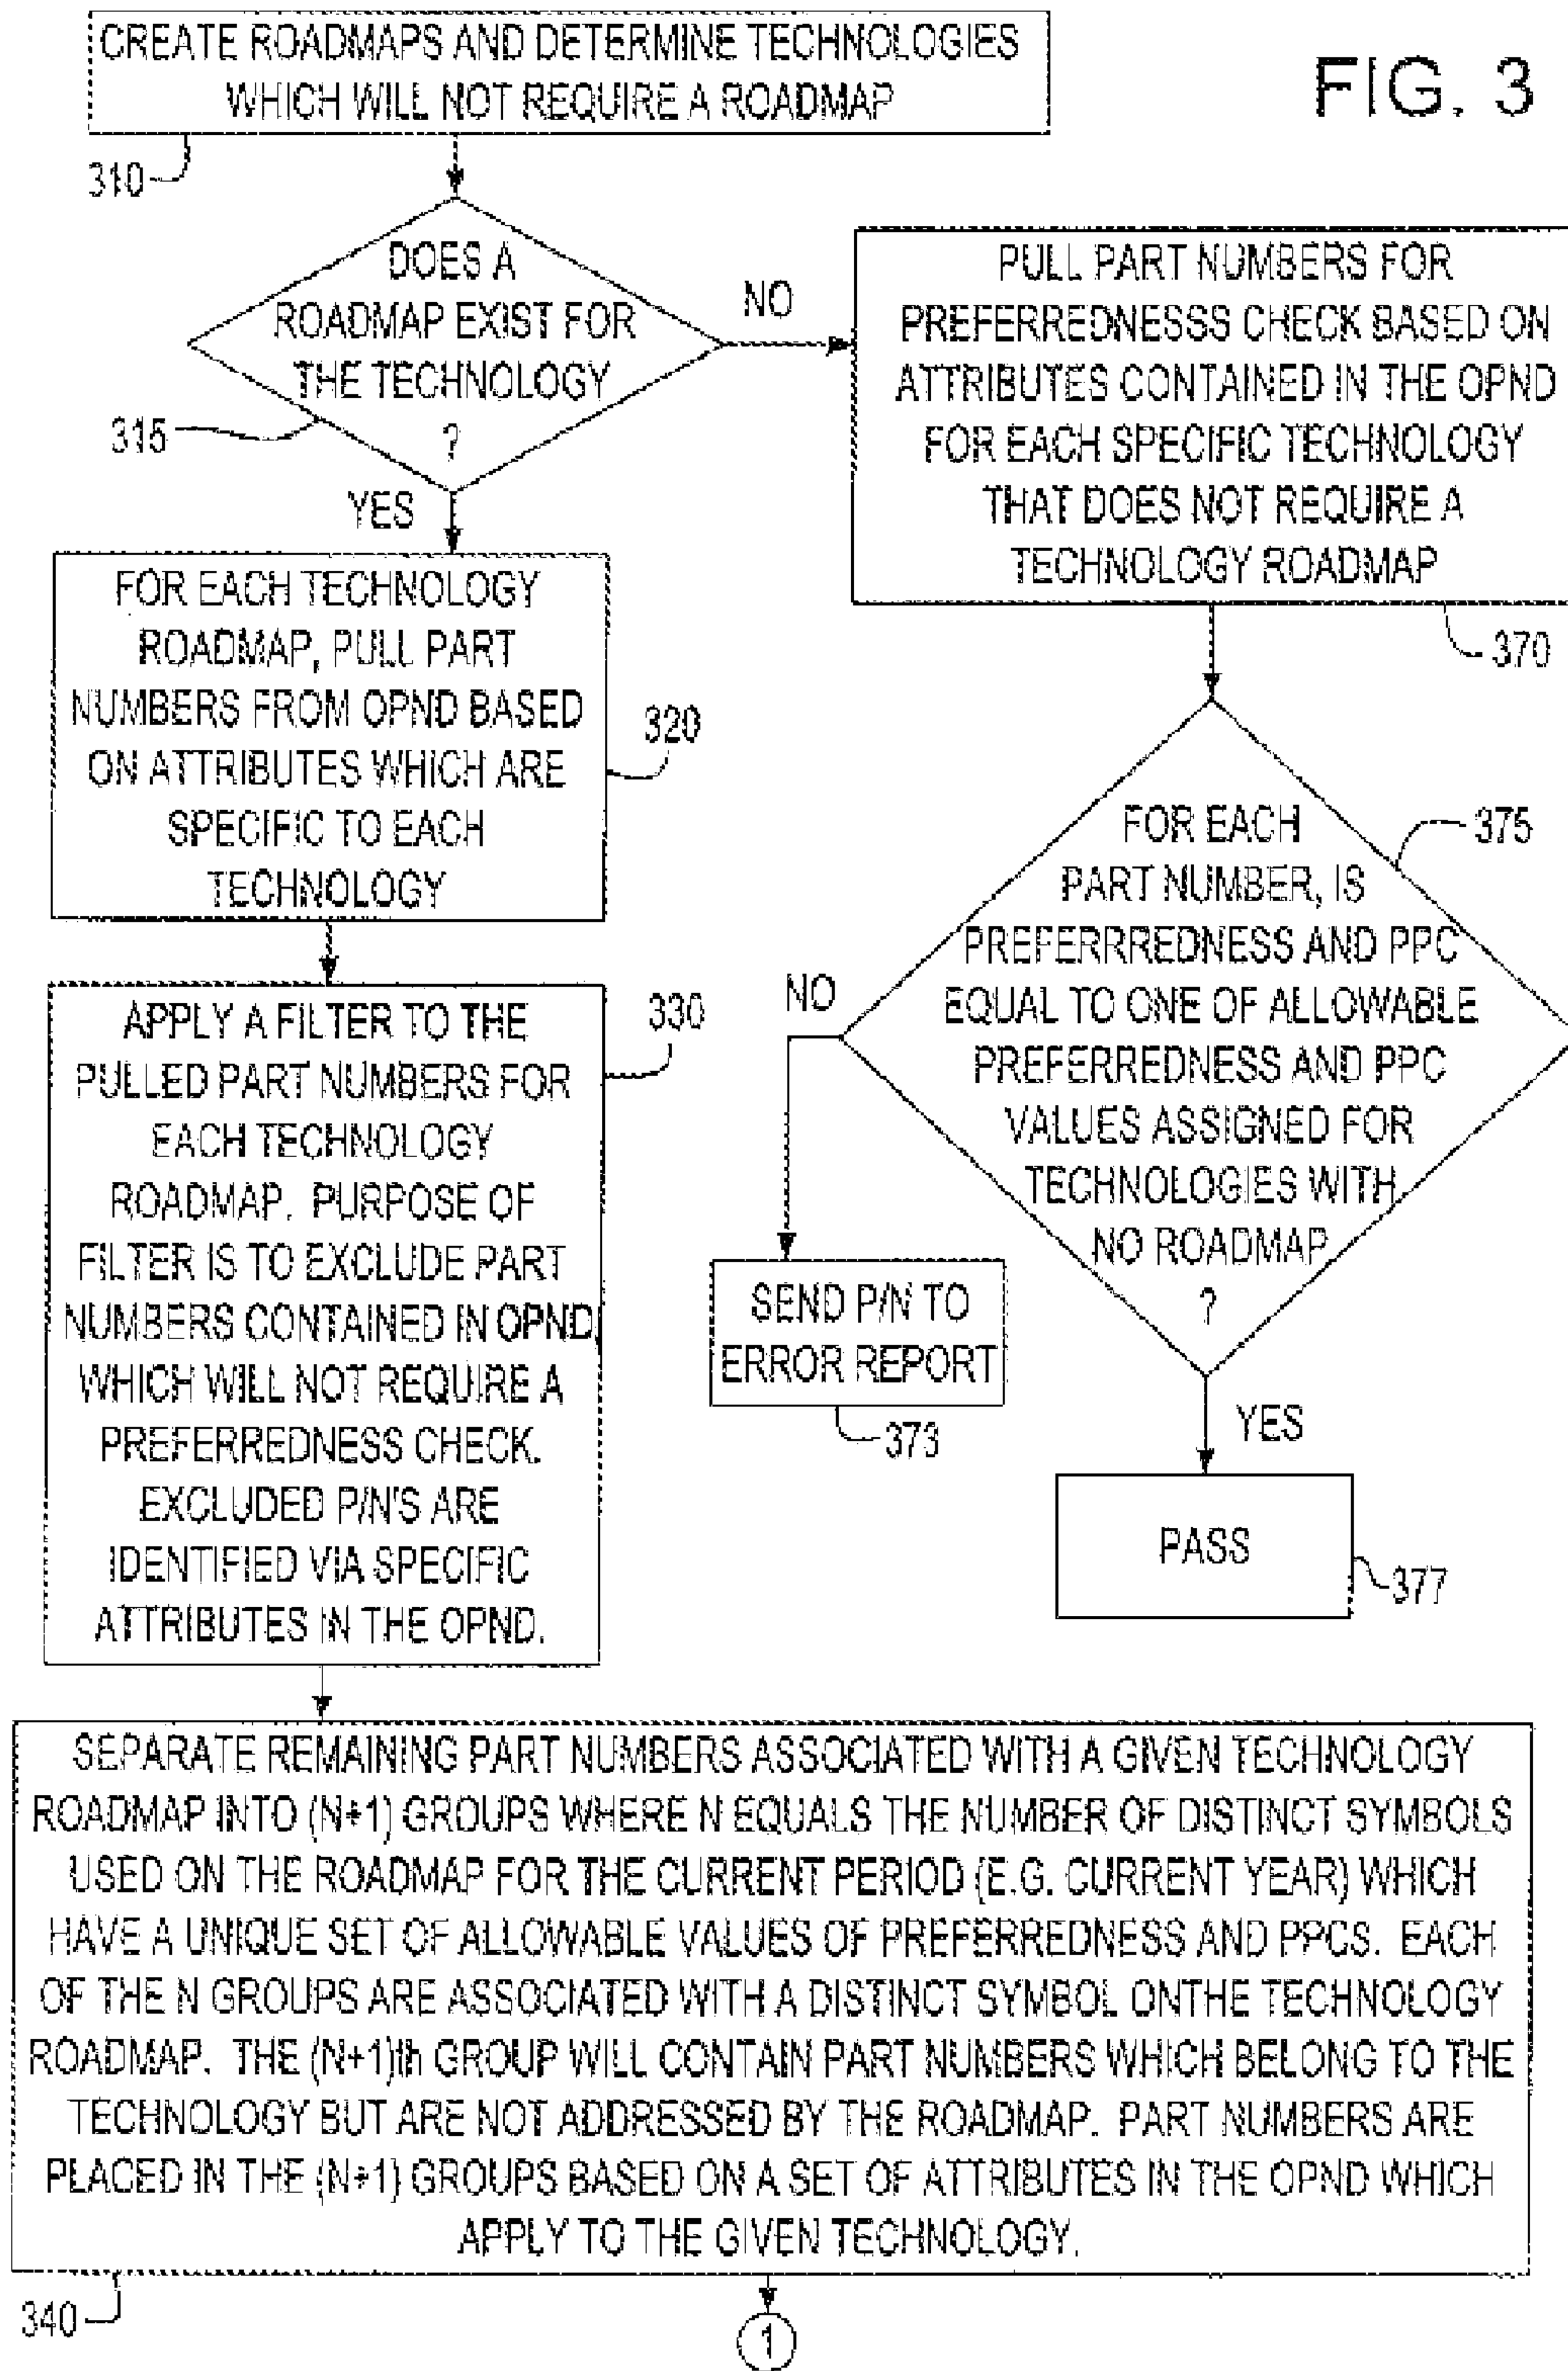 CREATE ROADMAPS AND DETERMINE TECHNOLOGIES
WHICH WILL NOT REQUIRE A ROADMAP
FIG. 3
310
DOES A
ROADMAP EXIST FOR
THE TECHNOLOGY
?
315
NO
YES
PULL PART NUMBERS FOR
PREFERREDNESSS CHECK BASED ON
ATTRIBUTES CONTAINED IN THE OPND
FOR EACH SPECIFIC TECHNOLOGY
THAT DOES NOT REQUIRE A
TECHNOLOGY ROADMAP
370
FOR EACH TECHNOLOGY
ROADMAP, PULL PART
NUMBERS FROM OPND BASED
ON ATTRIBUTES WHICH ARE
SPECIFIC TO EACH
TECHNOLOGY
320
FOR EACH
PART NUMBER, IS
PREFERRREDNESS AND PPC
EQUAL TO ONE OF ALLOWABLE
PREFERREDNESS AND PPC
VALUES ASSIGNED FOR
TECHNOLOGIES WITH
NO ROADMAP
?
375
NO
SEND P/N TO
ERROR REPORT
373
YES
PASS
377
APPLY A FILTER TO THE
PULLED PART NUMBERS FOR
EACH TECHNOLOGY
ROADMAP. PURPOSE OF
FILTER IS TO EXCLUDE PART
NUMBERS CONTAINED IN OPND,
WHICH WILL NOT REQUIRE A
PREFERREDNESS CHECK.
EXCLUDED P/N'S ARE
IDENTIFIED VIA SPECIFIC
ATTRIBUTES IN THE OPND.
330
SEPARATE REMAINING PART NUMBERS ASSOCIATED WITH A GIVEN TECHNOLOGY
ROADMAP INTO (N+1) GROUPS WHERE N EQUALS THE NUMBER OF DISTINCT SYMBOLS
USED ON THE ROADMAP FOR THE CURRENT PERIOD (E.G. CURRENT YEAR) WHICH
HAVE A UNIQUE SET OF ALLOWABLE VALUES OF PREFERREDNESS AND PPCS. EACH
OF THE N GROUPS ARE ASSOCIATED WITH A DISTINCT SYMBOL ONTHE TECHNOLOGY
ROADMAP. THE (N+1)th GROUP WILL CONTAIN PART NUMBERS WHICH BELONG TO THE
TECHNOLOGY BUT ARE NOT ADDRESSED BY THE ROADMAP. PART NUMBERS ARE
PLACED IN THE (N+1) GROUPS BASED ON A SET OF ATTRIBUTES IN THE OPND WHICH
APPLY TO THE GIVEN TECHNOLOGY.
340
1